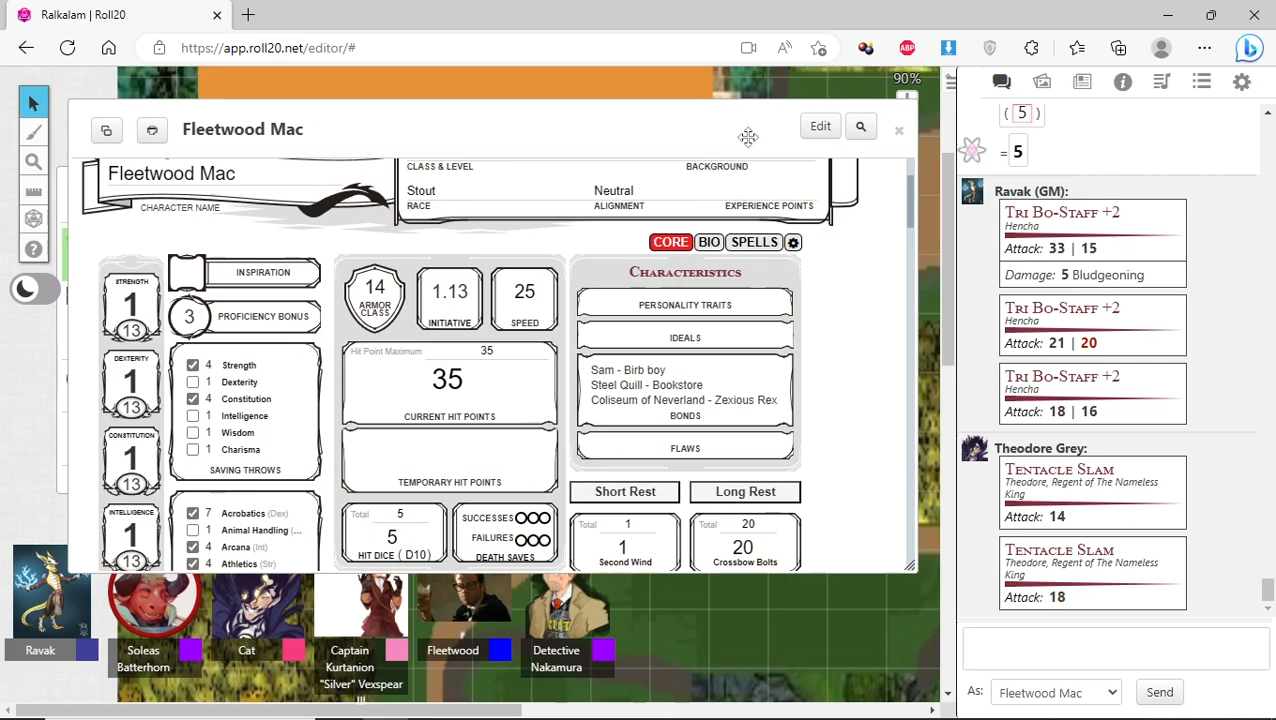 Ralkalam | Roll20
https://app.roll20.net/editor/#
ABP
90%
Fleetwood Mac
Edit
Fleetwood Mac
CHARACTER NAME
CLASS & LEVEL
BACKGROUND
Stout
Neutral
RACE
ALIGNMENT
EXPERIENCE POINTS
CORE
BIO
SPELLS
STRENGTH
1
13
DEXTERITY
1
13
CONSTITUTION
1
13
INTELLIGENCE
1
13
INSPIRATION
3
PROFICIENCY BONUS
4 Strength
1 Dexterity
4 Constitution
1 Intelligence
1 Wisdom
1 Charisma
SAVING THROWS
7 Acrobatics (Dex)
1 Animal Handling (...
4 Arcana (Int)
4 Athletics (Str)
14
ARMOR
CLASS
1.13
INITIATIVE
25
SPEED
Hit Point Maximum 35
35
CURRENT HIT POINTS
TEMPORARY HIT POINTS
Total 5
5
HIT DICE ( D10)
SUCCESSES
FAILURES
DEATH SAVES
Characteristics
PERSONALITY TRAITS
IDEALS
Sam - Birb boy
Steel Quill - Bookstore
Coliseum of Neverland - Zexious Rex
BONDS
FLAWS
Short Rest
Long Rest
Total 1
1
Second Wind
Total 20
20
Crossbow Bolts
Ravak
Soleas
Batterhorn
Cat
Captain
Kurtanion
"Silver" Vexspear
Fleetwood
Detective
Nakamura
( 5 )
= 5
Ravak (GM):
Tri Bo-Staff +2
Hencha
Attack: 33 | 15
Damage: 5 Bludgeoning
Tri Bo-Staff +2
Hencha
Attack: 21 | 20
Tri Bo-Staff +2
Hencha
Attack: 18 | 16
Theodore Grey:
Tentacle Slam
Theodore, Regent of The Nameless
King
Attack: 14
Tentacle Slam
Theodore, Regent of The Nameless
King
Attack: 18
As:
Fleetwood Mac
Send